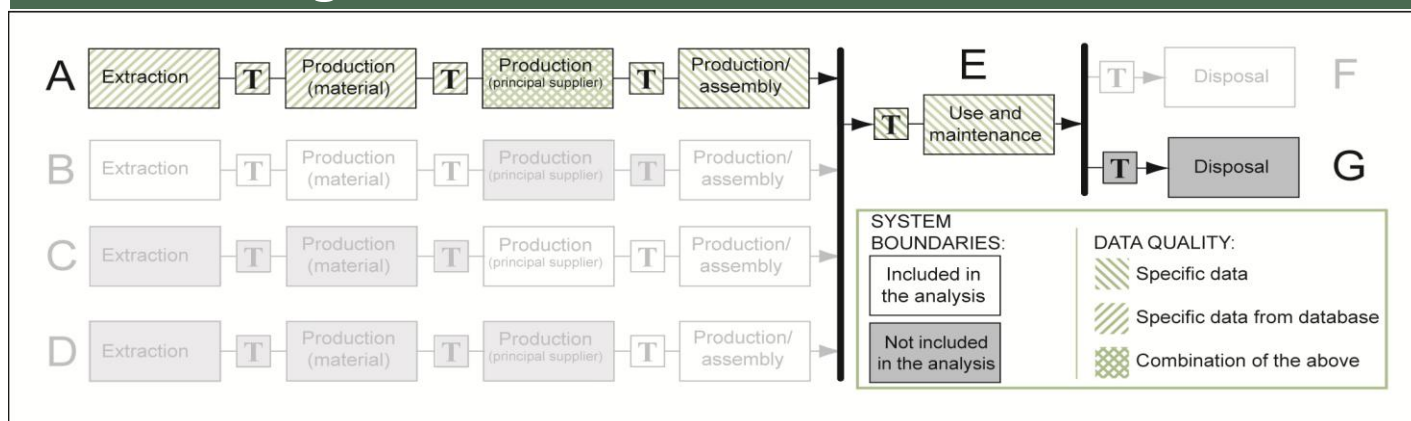 A
Extraction
T
Production
(material)
T
Production
(principal supplier)
T
Production/
assembly
B
Extraction
T
Production
(material)
T
Production
(principal supplier)
T
Production/
assembly
C
Extraction
T
Production
(material)
T
Production
(principal supplier)
T
Production/
assembly
D
Extraction
T
Production
(material)
T
Production
(principal supplier)
T
Production/
assembly
E
T
Use and
maintenance
T
Disposal
F
T
Disposal
G
SYSTEM
BOUNDARIES:
Included in
the analysis
Not included
in the analysis
DATA QUALITY:
Specific data
Specific data from database
Combination of the above